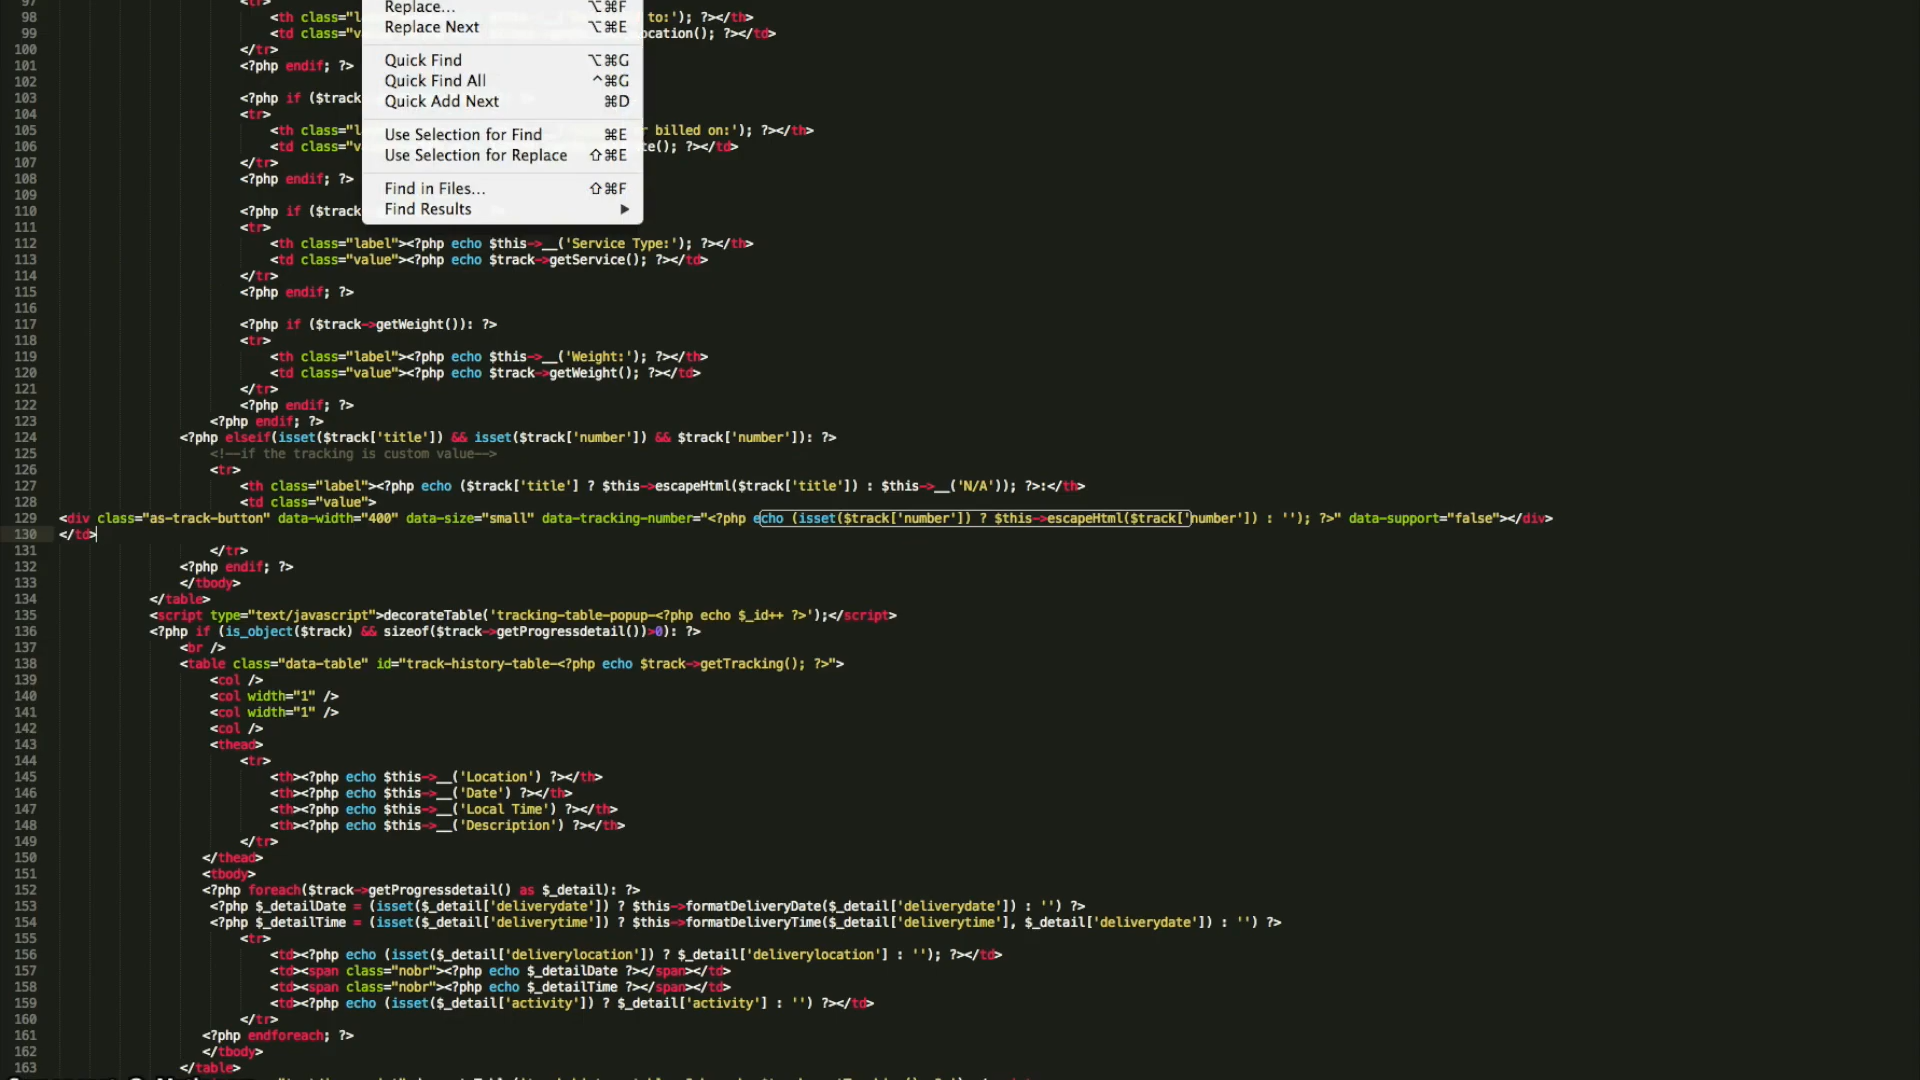 97 <tr>
98 <th class="la to:'); ?></th>
99 <td class="va ocation(); ?></td>
100 </tr>
101 <?php endif; ?>
102
103 <?php if ($track
104 <tr>
105 <th class="la r billed on:'); ?></th>
106 <td class="va te(); ?></td>
107 </tr>
108 <?php endif; ?>
109
110 <?php if ($track
Replace... ⌥⌘F
Replace Next ⌥⌘E
Quick Find ⌥⌘G
Quick Find All ^⌘G
Quick Add Next ⌘D
Use Selection for Find ⌘E
Use Selection for Replace ⇧⌘E
Find in Files... ⇧⌘F
Find Results ▶
111 <tr>
112 <th class="label"><?php echo $this->__('Service Type:'); ?></th>
113 <td class="value"><?php echo $track->getService(); ?></td>
114 </tr>
115 <?php endif; ?>
116
117 <?php if ($track->getWeight()): ?>
118 <tr>
119 <th class="label"><?php echo $this->__('Weight:'); ?></th>
120 <td class="value"><?php echo $track->getWeight(); ?></td>
121 </tr>
122 <?php endif; ?>
123 <?php endif; ?>
124 <?php elseif(isset($track['title']) && isset($track['number']) && $track['number']): ?>
125 <!--if the tracking is custom value-->
126 <tr>
127 <th class="label"><?php echo ($track['title'] ? $this->escapeHtml($track['title']) : $this->__('N/A')); ?>:</th>
128 <td class="value">
129 <div class="as-track-button" data-width="400" data-size="small" data-tracking-number="<?php echo (isset($track['number']) ? $this->escapeHtml($track['number']) : ''); ?>" data-support="false"></div>
130 </td>
131 </tr>
132 <?php endif; ?>
133 </tbody>
134 </table>
135 <script type="text/javascript">decorateTable('tracking-table-popup-<?php echo $_id++ ?>');</script>
136 <?php if (is_object($track) && sizeof($track->getProgressdetail())>0): ?>
137 <br />
138 <table class="data-table" id="track-history-table-<?php echo $track->getTracking(); ?>">
139 <col />
140 <col width="1" />
141 <col width="1" />
142 <col />
143 <thead>
144 <tr>
145 <th><?php echo $this->__('Location') ?></th>
146 <th><?php echo $this->__('Date') ?></th>
147 <th><?php echo $this->__('Local Time') ?></th>
148 <th><?php echo $this->__('Description') ?></th>
149 </tr>
150 </thead>
151 <tbody>
152 <?php foreach($track->getProgressdetail() as $_detail): ?>
153 <?php $_detailDate = (isset($_detail['deliverydate']) ? $this->formatDeliveryDate($_detail['deliverydate']) : '') ?>
154 <?php $_detailTime = (isset($_detail['deliverytime']) ? $this->formatDeliveryTime($_detail['deliverytime'], $_detail['deliverydate']) : '') ?>
155 <tr>
156 <td><?php echo (isset($_detail['deliverylocation']) ? $_detail['deliverylocation'] : ''); ?></td>
157 <td><span class="nobr"><?php echo $_detailDate ?></span></td>
158 <td><span class="nobr"><?php echo $_detailTime ?></span></td>
159 <td><?php echo (isset($_detail['activity']) ? $_detail['activity'] : '') ?></td>
160 </tr>
161 <?php endforeach; ?>
162 </tbody>
163 </table>